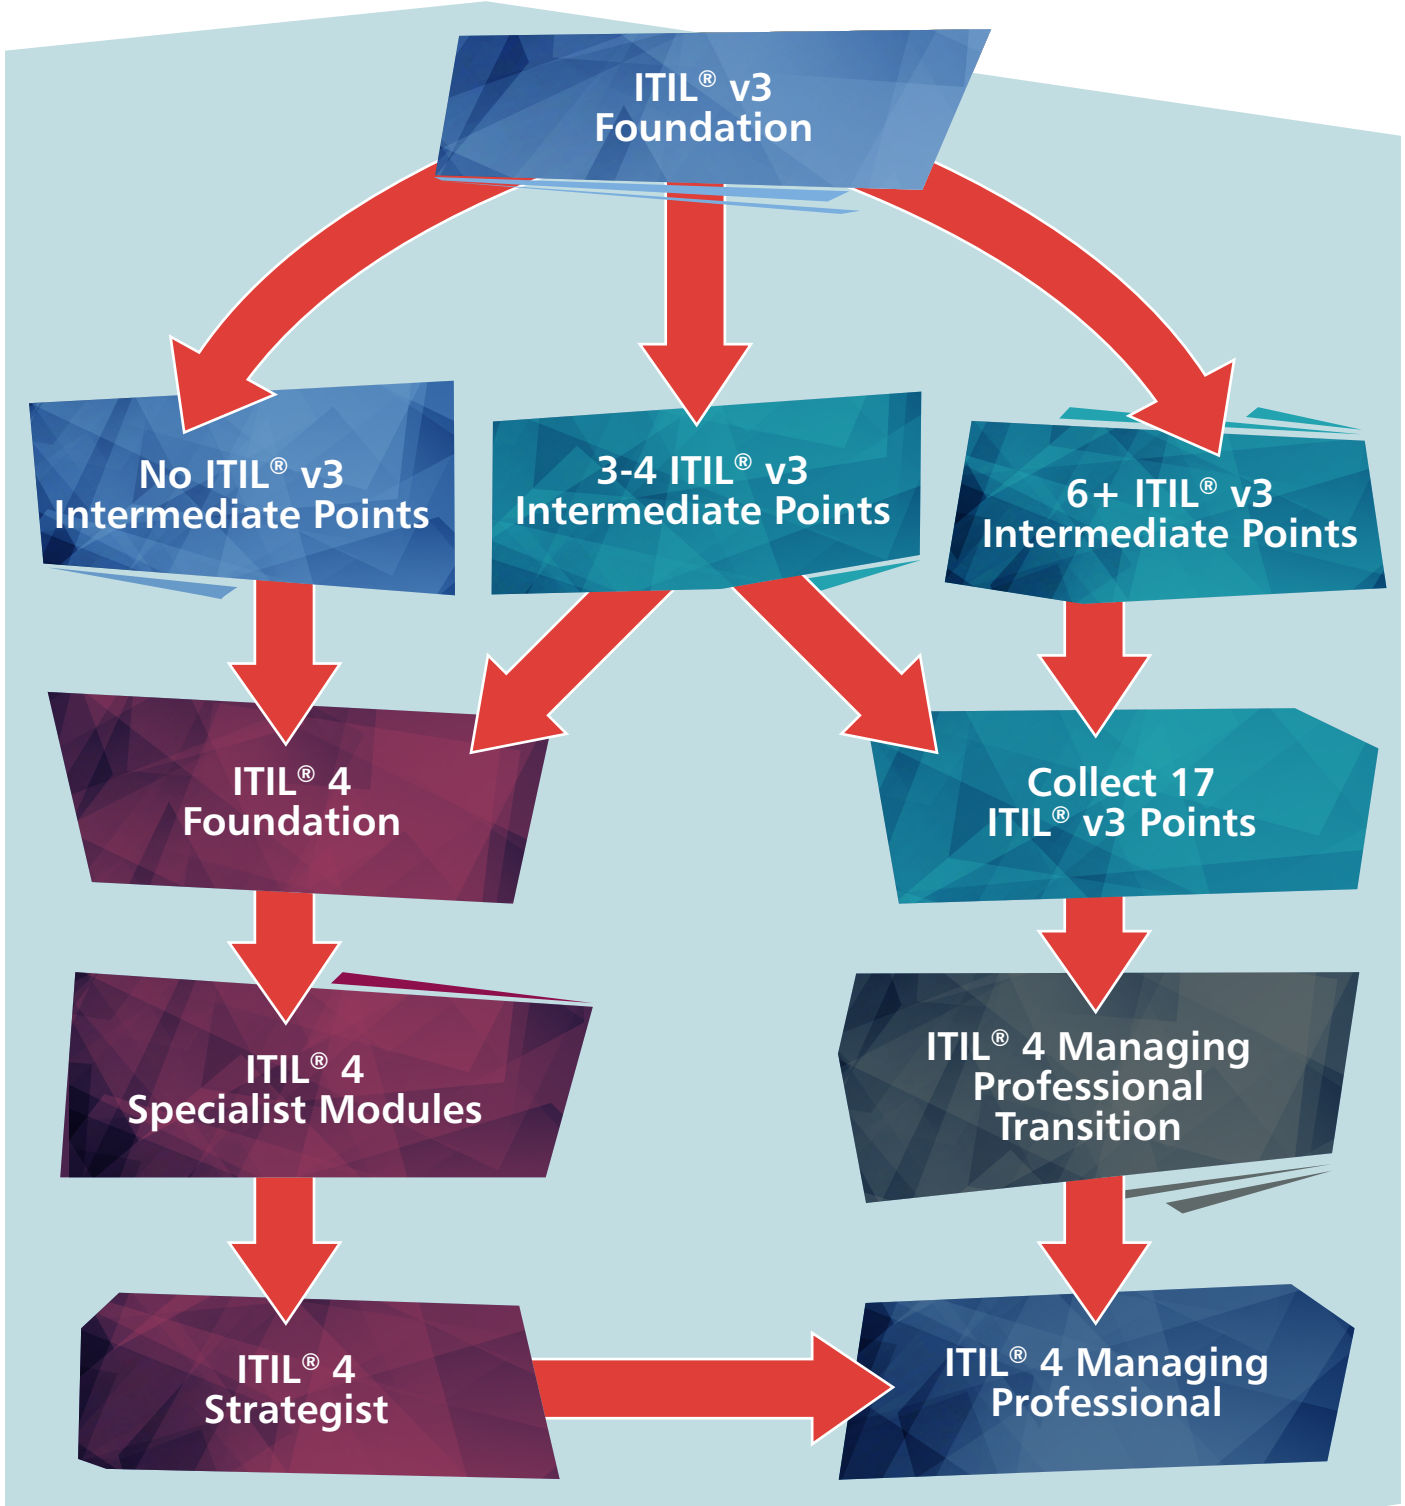 ITIL® v3
Foundation
No ITIL® v3
Intermediate Points
3-4 ITIL® v3
Intermediate Points
6+ ITIL® v3
Intermediate Points
ITIL® 4
Foundation
Collect 17
ITIL® v3 Points
ITIL® 4
Specialist Modules
ITIL® 4 Managing
Professional
Transition
ITIL® 4
Strategist
ITIL® 4 Managing
Professional